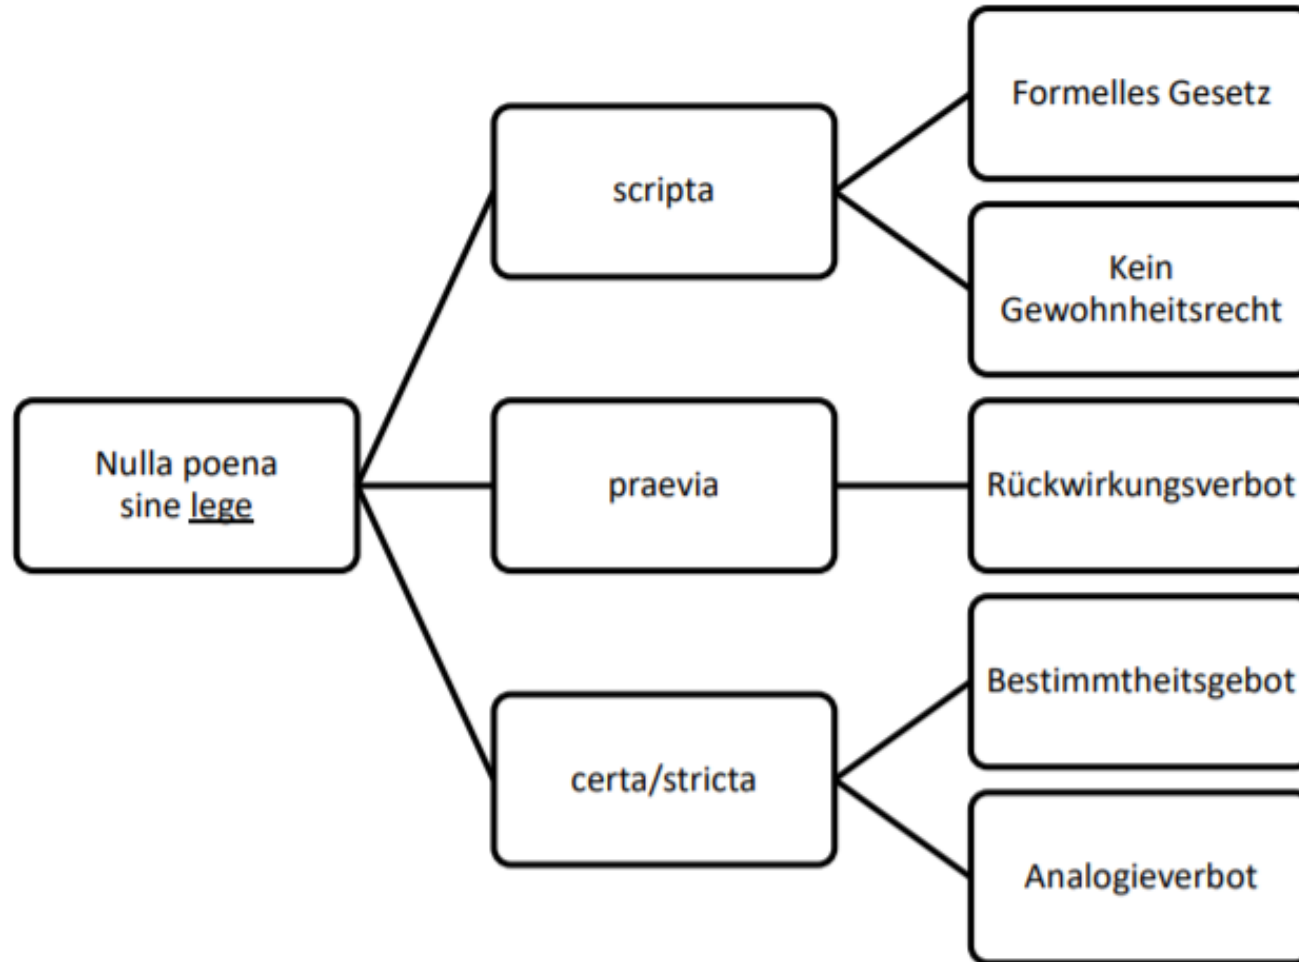 Nulla poena
sine lege
scripta
Formelles Gesetz
Kein
Gewohnheitsrecht
praevia
Rückwirkungsverbot
certa/stricta
Bestimmtheitsgebot
Analogieverbot